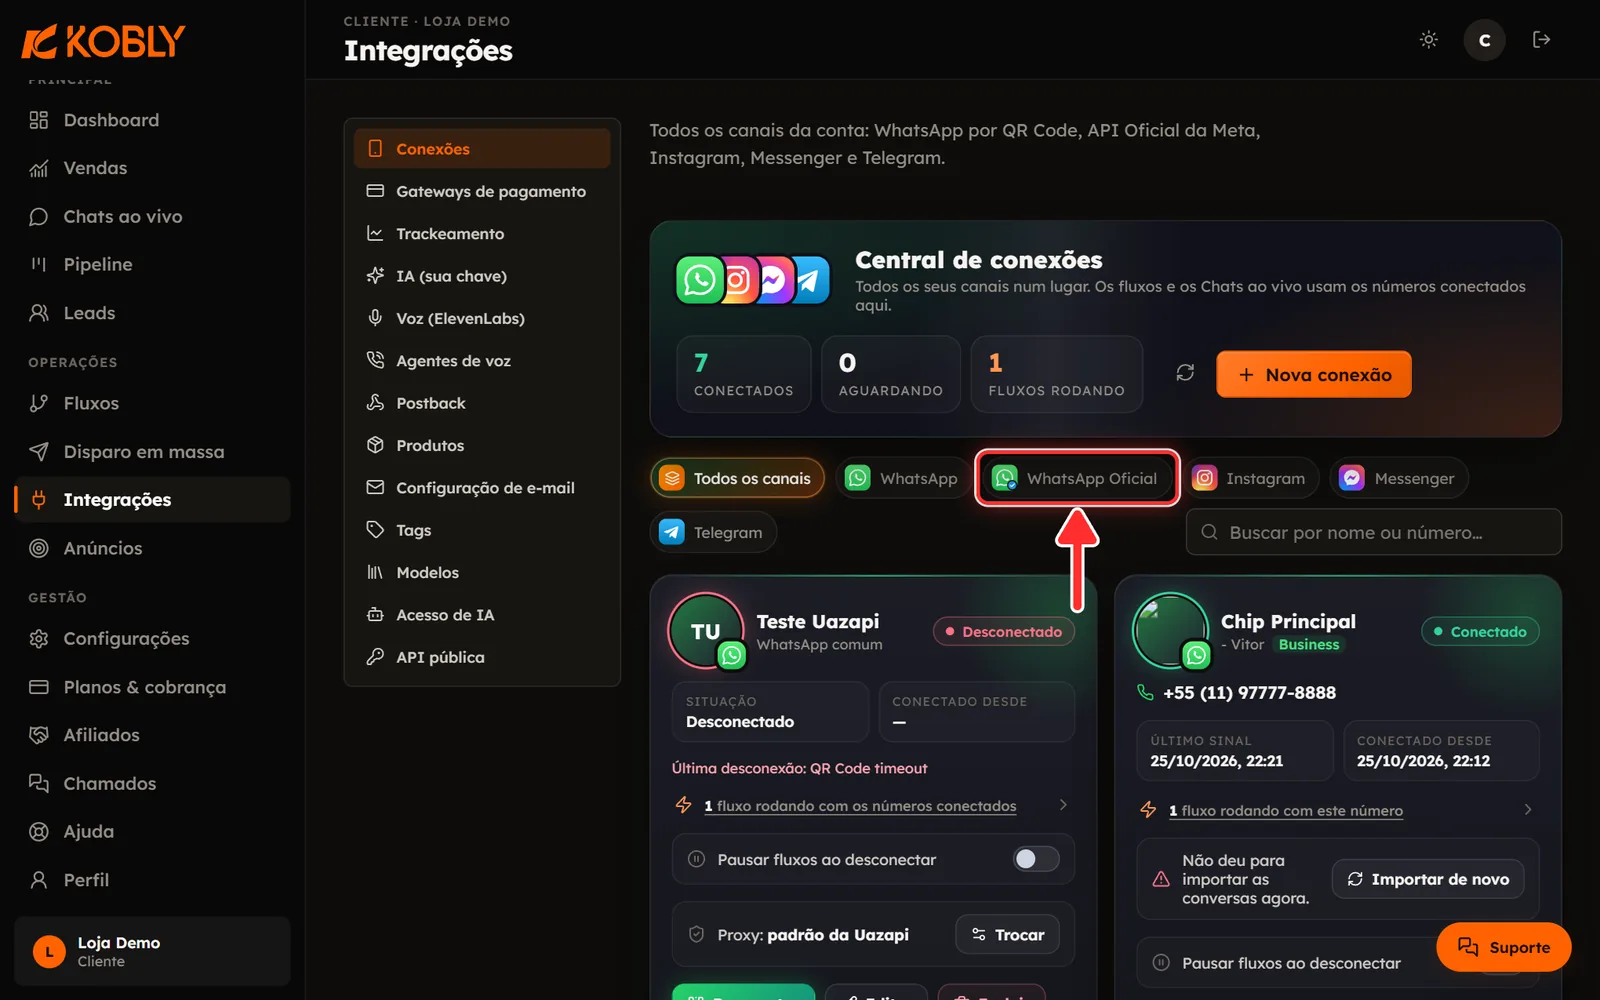 KOBLY
PRINCIPAL
Dashboard
Vendas
Chats ao vivo
Pipeline
Leads
OPERAÇÕES
Fluxos
Disparo em massa
Integrações
Anúncios
GESTÃO
Configurações
Planos & cobrança
Afiliados
Chamados
Ajuda
Perfil
L
Loja Demo
Cliente
CLIENTE · LOJA DEMO
Integrações
C
Conexões
Gateways de pagamento
Trackeamento
IA (sua chave)
Voz (ElevenLabs)
Agentes de voz
Postback
Produtos
Configuração de e-mail
Tags
Modelos
Acesso de IA
API pública
Todos os canais da conta: WhatsApp por QR Code, API Oficial da Meta,
Instagram, Messenger e Telegram.
Central de conexões
Todos os seus canais num lugar. Os fluxos e os Chats ao vivo usam os números conectados
aqui.
7
CONECTADOS
0
AGUARDANDO
1
FLUXOS RODANDO
+ Nova conexão
Todos os canais
WhatsApp
WhatsApp Oficial
Instagram
Messenger
Telegram
Buscar por nome ou número...
TU
Teste Uazapi
WhatsApp comum
Desconectado
SITUAÇÃO
Desconectado
CONECTADO DESDE
—
Última desconexão: QR Code timeout
1 fluxo rodando com os números conectados
Pausar fluxos ao desconectar
Proxy: padrão da Uazapi
Trocar
Chip Principal
- Vitor Business
Conectado
+55 (11) 97777-8888
ÚLTIMO SINAL
25/10/2026, 22:21
CONECTADO DESDE
25/10/2026, 22:12
1 fluxo rodando com este número
Não deu para
importar as
conversas agora.
Importar de novo
Pausar fluxos ao desconectar
Suporte